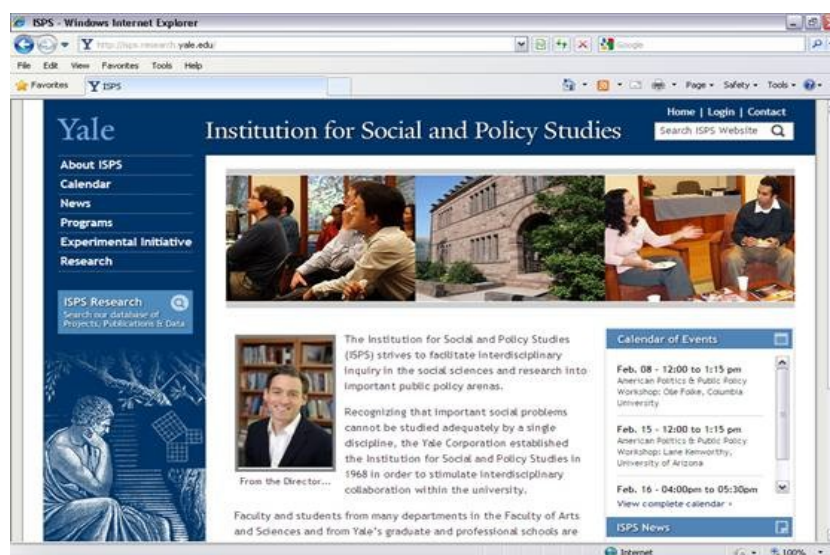 ISPS - Windows Internet Explorer
http://isps.research.yale.edu/
Google
File Edit View Favorites Tools Help
Favorites ISPS
Page Safety Tools
Home | Login | Contact
Yale
Institution for Social and Policy Studies
Search ISPS Website
About ISPS
Calendar
News
Programs
Experimental Initiative
Research
ISPS Research
Search our database of
Projects, Publications & Data
The Institution for Social and Policy Studies
(ISPS) strives to facilitate interdisciplinary
inquiry in the social sciences and research into
important public policy arenas.
Recognizing that important social problems
cannot be studied adequately by a single
discipline, the Yale Corporation established
the Institution for Social and Policy Studies in
1968 in order to stimulate interdisciplinary
collaboration within the university.
From the Director...
Faculty and students from many departments in the Faculty of Arts
and Sciences and from Yale's graduate and professional schools are
Calendar of Events
Feb. 08 - 12:00 to 1:15 pm
American Politics & Public Policy
Workshop: Olle Folke, Columbia
University
Feb. 15 - 12:00 to 1:15 pm
American Politics & Public Policy
Workshop: Lane Kenworthy,
University of Arizona
Feb. 16 - 04:00pm to 05:30pm
View complete calendar ›
ISPS News
Internet
100%